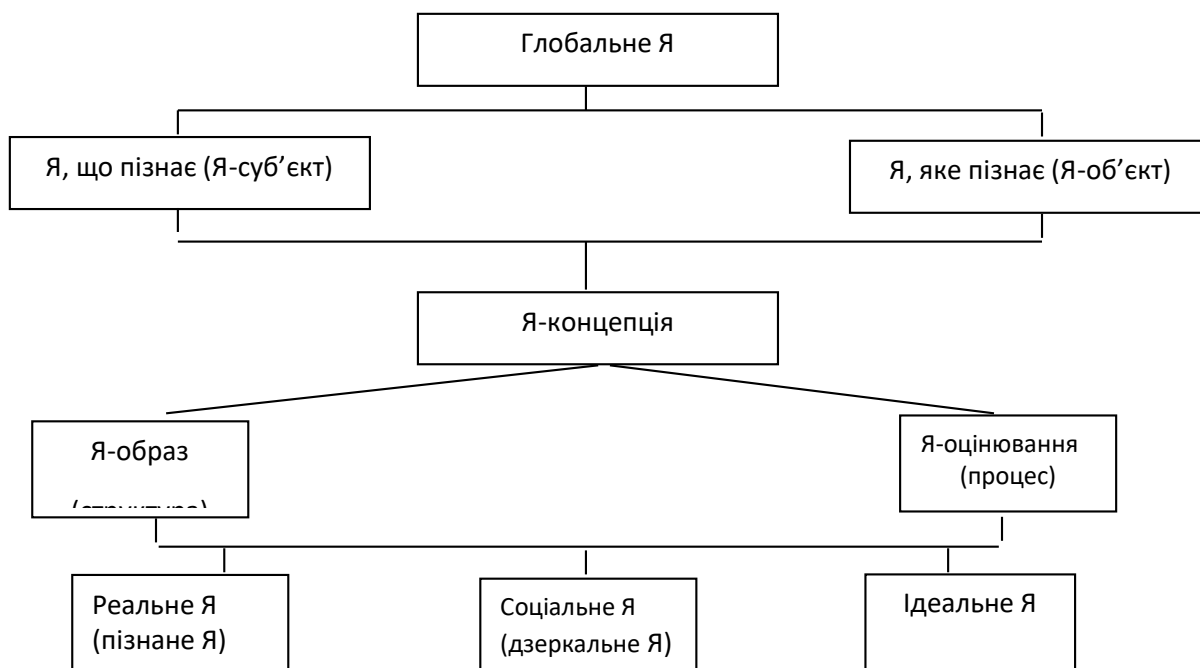 Глобальне Я
Я, що пізнає (Я-суб’єкт)
Я, яке пізнає (Я-об’єкт)
Я-концепція
Я-образ
Я-оцінювання
(процес)
Реальне Я
(пізнане Я)
Соціальне Я
(дзеркальне Я)
Ідеальне Я